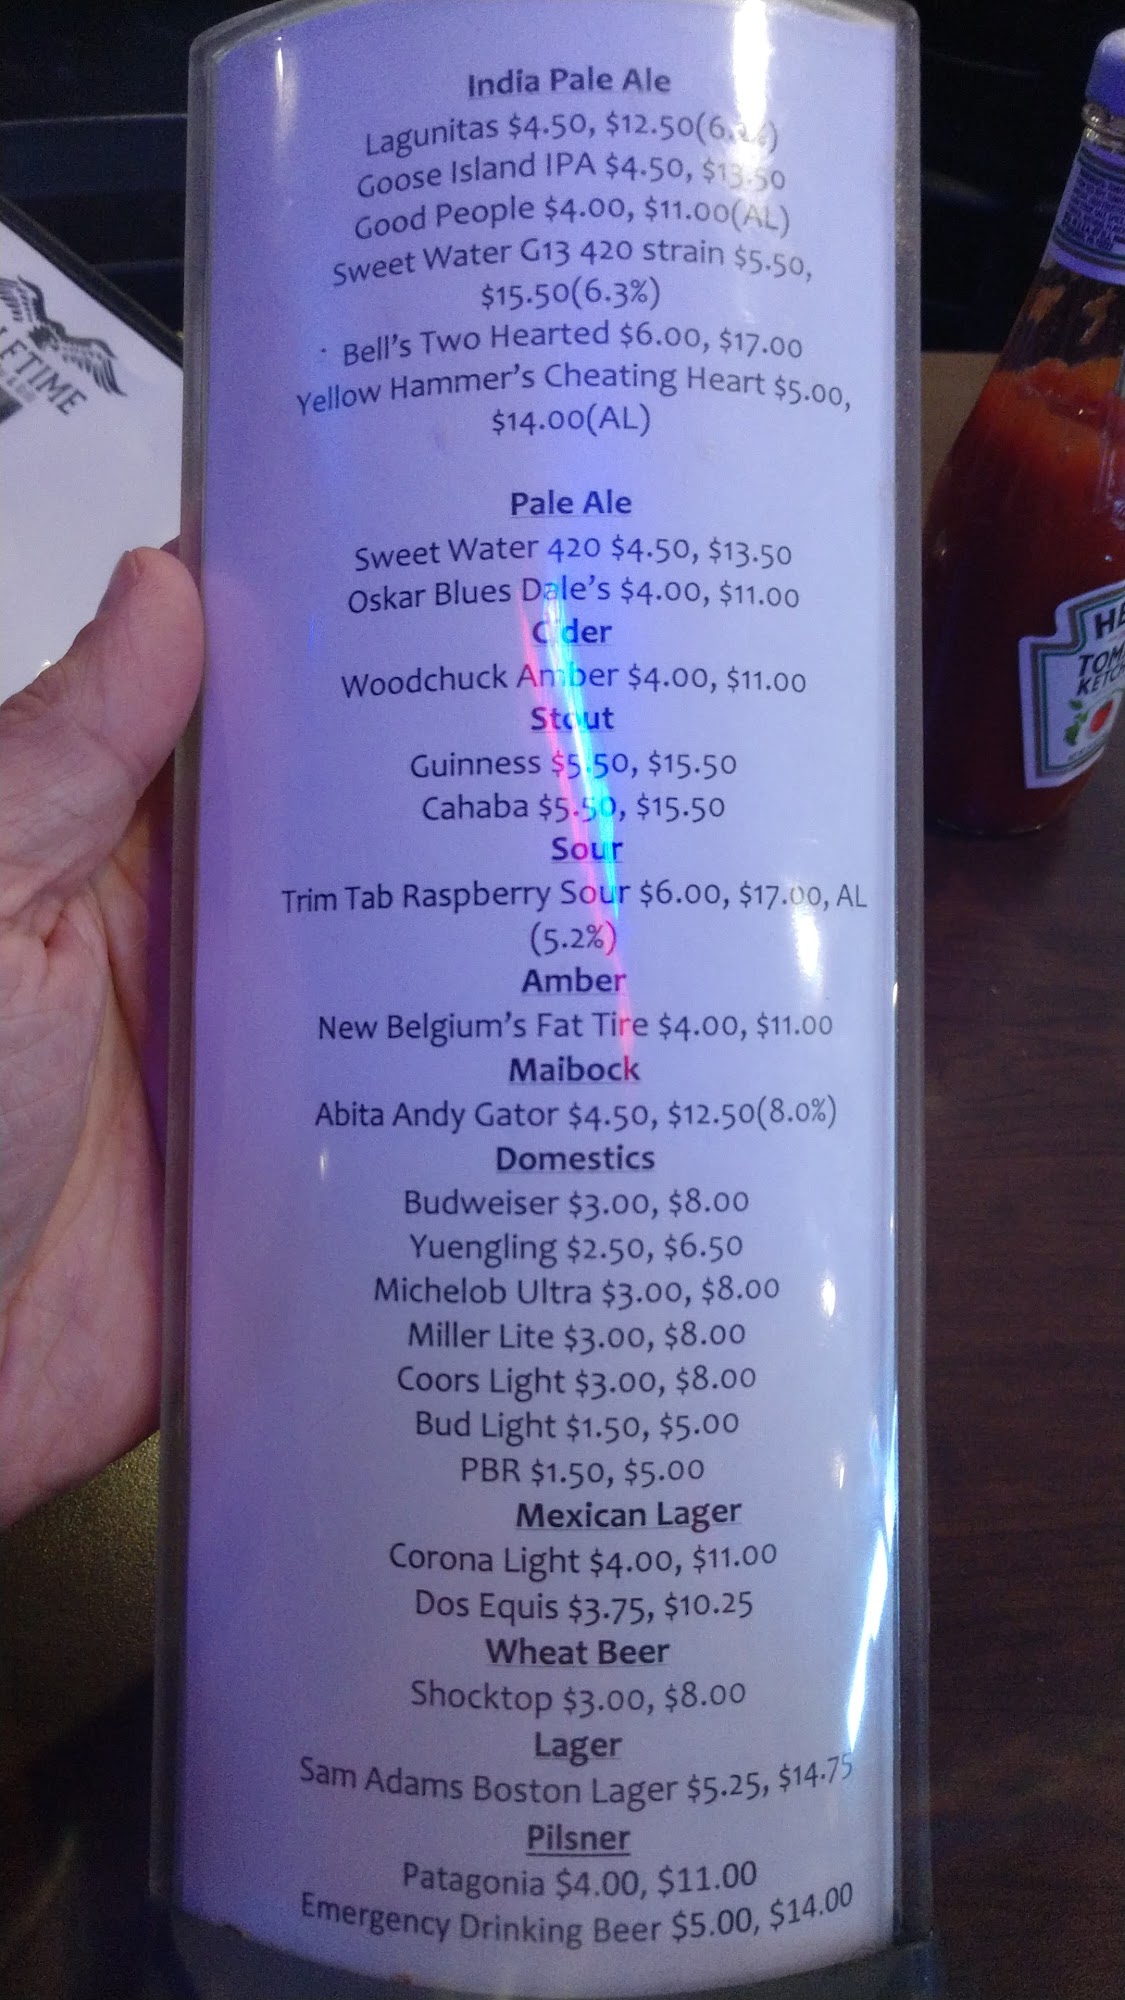 India Pale Ale
Lagunitas $4.50, $12.50(6.2%)
Goose Island IPA $4.50, $13.50
Good People $4.00, $11.00(AL)
Sweet Water G13 420 strain $5.50,
$15.50(6.3%)
Bell's Two Hearted $6.00, $17.00
Yellow Hammer's Cheating Heart $5.00,
$14.00(AL)
Pale Ale
Sweet Water 420 $4.50, $13.50
Oskar Blues Dale's $4.00, $11.00
Cider
Woodchuck Amber $4.00, $11.00
Stout
Guinness $5.50, $15.50
Cahaba $5.50, $15.50
Sour
Trim Tab Raspberry Sour $6.00, $17.00, AL
(5.2%)
Amber
New Belgium's Fat Tire $4.00, $11.00
Maibock
Abita Andy Gator $4.50, $12.50(8.0%)
Domestics
Budweiser $3.00, $8.00
Yuengling $2.50, $6.50
Michelob Ultra $3.00, $8.00
Miller Lite $3.00, $8.00
Coors Light $3.00, $8.00
Bud Light $1.50, $5.00
PBR $1.50, $5.00
Mexican Lager
Corona Light $4.00, $11.00
Dos Equis $3.75, $10.25
Wheat Beer
Shocktop $3.00, $8.00
Lager
Sam Adams Boston Lager $5.25, $14.75
Pilsner
Patagonia $4.00, $11.00
Emergency Drinking Beer $5.00, $14.00
LETIME
HE
TOM
KETC